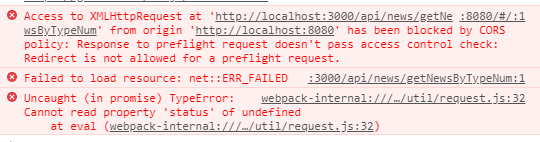 Access to XMLHttpRequest at 'http://localhost:3000/api/news/getNe :8080/#/:1
wsByTypeNum' from origin 'http://localhost:8080' has been blocked by CORS
policy: Response to preflight request doesn't pass access control check:
Redirect is not allowed for a preflight request.
Failed to load resource: net::ERR_FAILED :3000/api/news/getNewsByTypeNum:1
Uncaught (in promise) TypeError: webpack-internal:///…/util/request.js:32
Cannot read property 'status' of undefined
at eval (webpack-internal:///…/util/request.js:32)